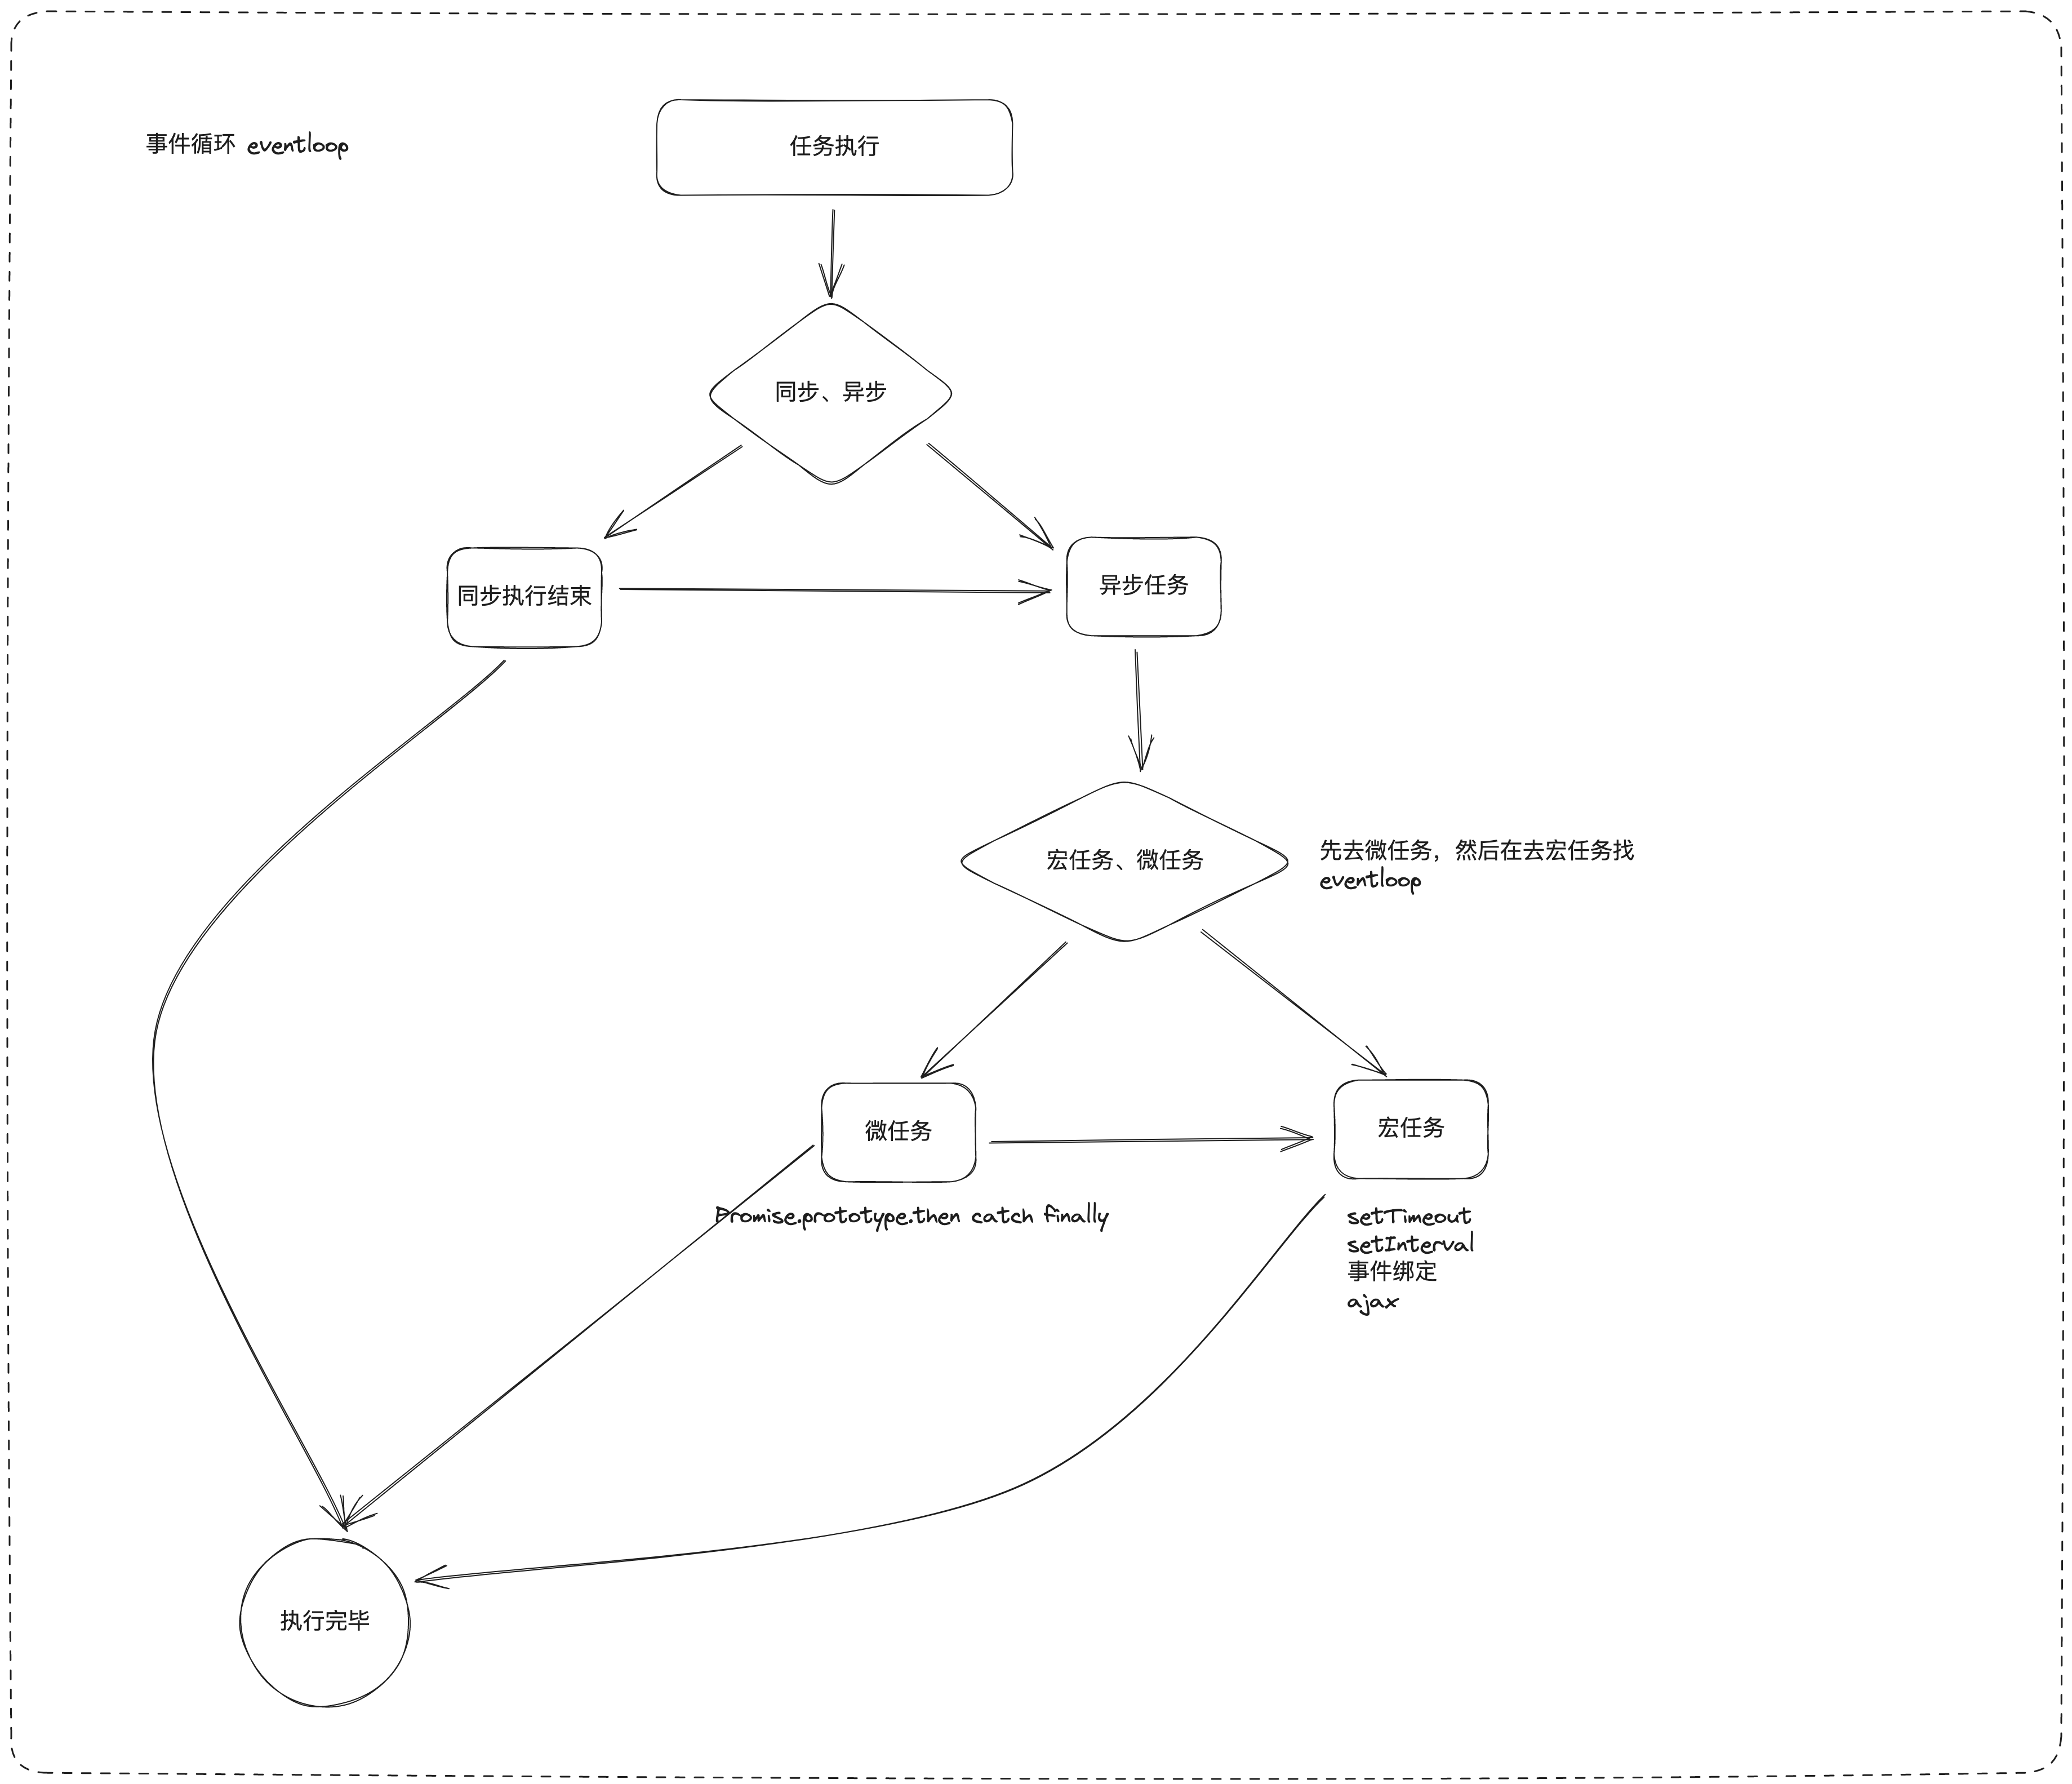 事件循环 eventloop
任务执行
同步、异步
同步执行结束
异步任务
宏任务、微任务
先去微任务，然后在去宏任务找
eventloop
微任务
宏任务
Promise.prototype.then catch finally
setTimeout
setInterval
事件绑定
ajax
执行完毕